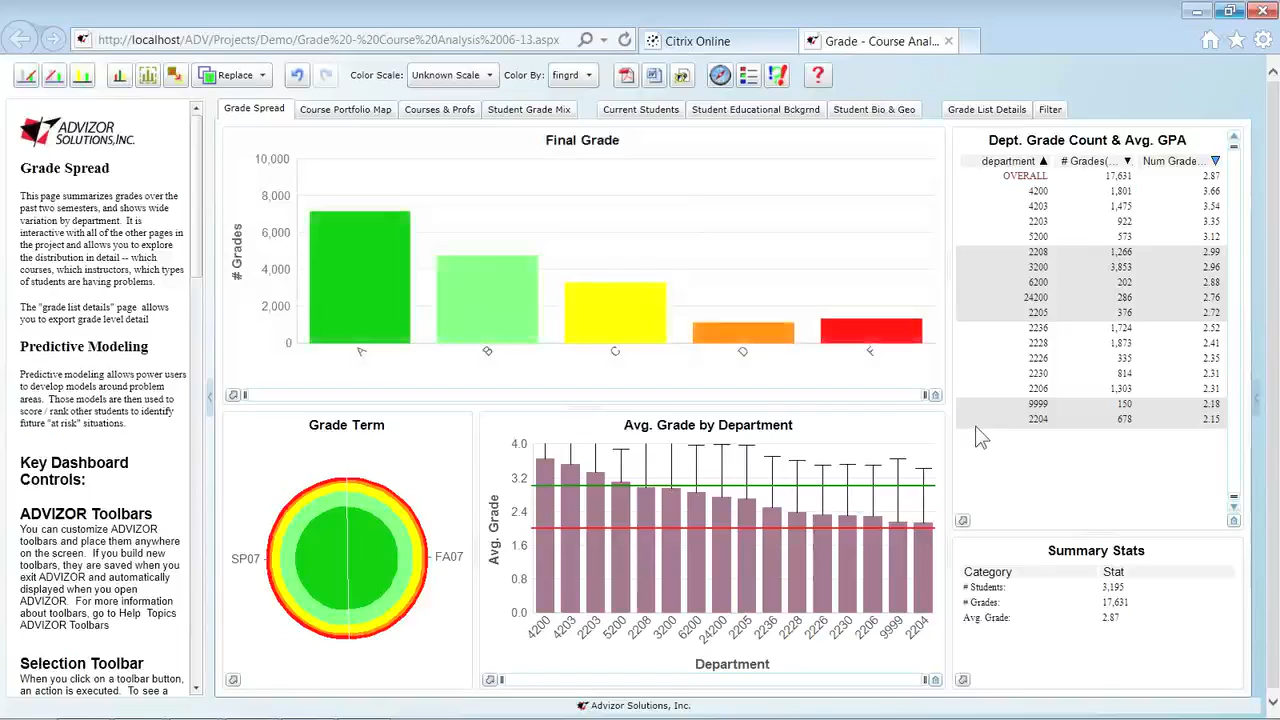 http://localhost/ADV/Projects/Demo/Grade%20-%20Course%20Analysis%2006-13.aspx
Citrix Online
Grade - Course Anal...
Replace
Color Scale:
Unknown Scale
Color By:
fingrd
?
Grade Spread
Course Portfolio Map
Courses & Profs
Student Grade Mix
Current Students
Student Educational Bckgrnd
Student Bio & Geo
Grade List Details
Filter
ADVIZOR
SOLUTIONS, INC.
Grade Spread
This page summarizes grades over the
past two semesters, and shows wide
variation by department. It is
interactive with all of the other pages in
the project and allows you to explore
the distribution in detail -- which
courses, which instructors, which types
of students are having problems.
The "grade list details" page allows
you to export grade level detail
Predictive Modeling
Predictive modeling allows power users
to develop models around problem
areas. Those models are then used to
score / rank other students to identify
future "at risk" situations.
Key Dashboard
Controls:
ADVIZOR Toolbars
You can customize ADVIZOR
toolbars and place them anywhere
on the screen. If you build new
toolbars, they are saved when you
exit ADVIZOR and automatically
displayed when you open
ADVIZOR. For more information
about toolbars, go to Help Topics
ADVIZOR Toolbars
Selection Toolbar
When you click on a toolbar button,
an action is executed. To see a
Final Grade
# Grades
10,000
8,000
6,000
4,000
2,000
0
A B C D F
Grade Term
SP07
FA07
Avg. Grade by Department
Avg. Grade
4.0
3.2
2.4
1.6
0.8
0.0
4200 4203 2203 5200 2208 3200 6200 24200 2205 2236 2228 2226 2230 2206 9999 2204
Department
Dept. Grade Count & Avg. GPA
department # Grades(... Num Grade...
OVERALL 17,631 2.87
4200 1,801 3.66
4203 1,475 3.54
2203 922 3.35
5200 573 3.12
2208 1,266 2.99
3200 3,853 2.96
6200 202 2.88
24200 286 2.76
2205 376 2.72
2236 1,724 2.52
2228 1,873 2.41
2226 335 2.35
2230 814 2.31
2206 1,303 2.31
9999 150 2.18
2204 678 2.15
Summary Stats
Category Stat
# Students: 3,195
# Grades: 17,631
Avg. Grade: 2.87
Advizor Solutions, Inc.